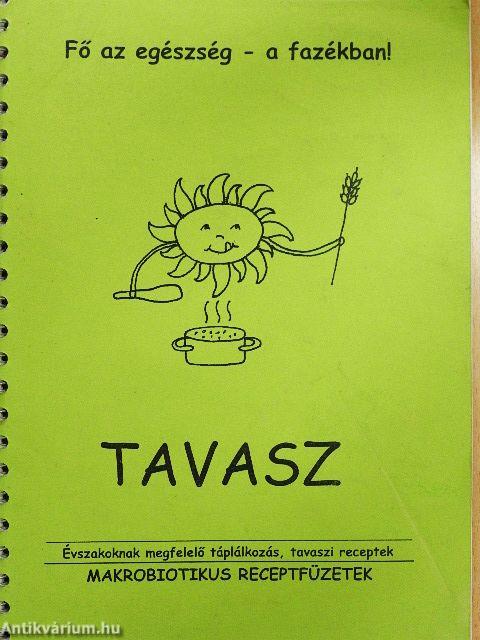 Fő az egészség - a fazékban!
TAVASZ
Évszakoknak megfelelő táplálkozás, tavaszi receptek
MAKROBIOTIKUS RECEPTFÜZETEK
Antikvárium.hu